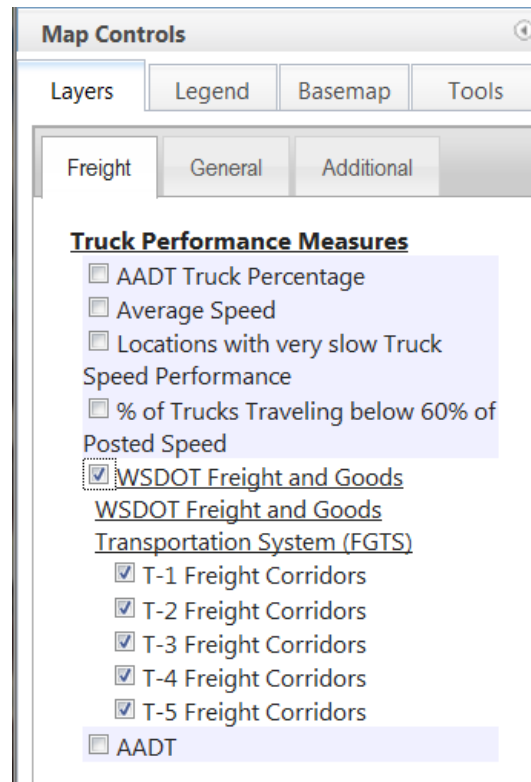 Map Controls
Layers Legend Basemap Tools
Freight General Additional
Truck Performance Measures
AADT Truck Percentage
Average Speed
Locations with very slow Truck
Speed Performance
% of Trucks Traveling below 60% of
Posted Speed
WSDOT Freight and Goods
WSDOT Freight and Goods
Transportation System (FGTS)
T-1 Freight Corridors
T-2 Freight Corridors
T-3 Freight Corridors
T-4 Freight Corridors
T-5 Freight Corridors
AADT